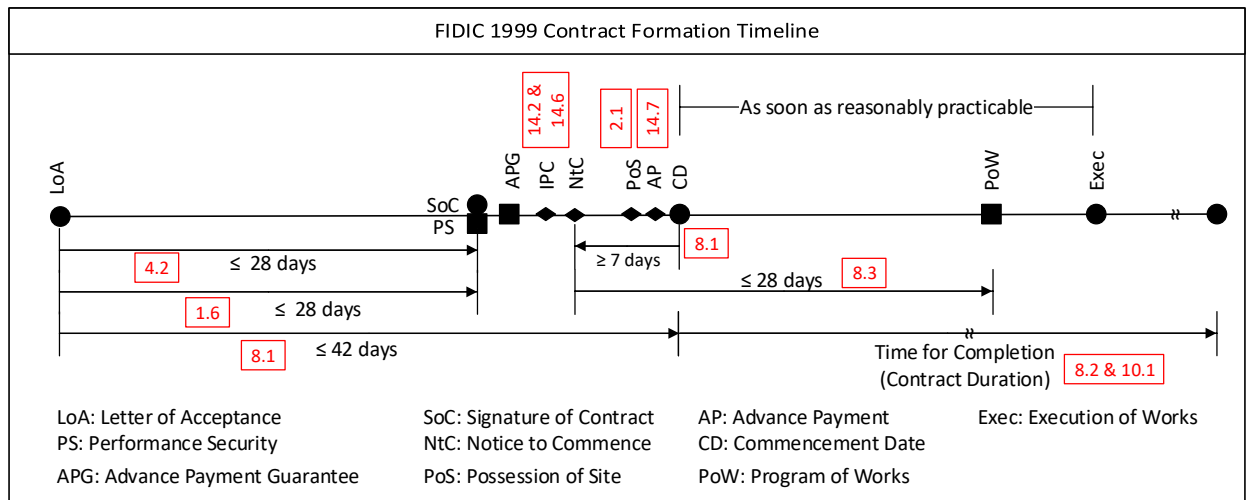 FIDIC 1999 Contract Formation Timeline
14.2 &
14.6
2.1
14.7
As soon as reasonably practicable
LoA
SoC
PS
APG
IPC
NtC
PoS
AP
CD
PoW
Exec
4.2
≤ 28 days
≥ 7 days
8.1
≤ 28 days
8.3
1.6
≤ 28 days
8.1
≤ 42 days
Time for Completion
(Contract Duration)
8.2 & 10.1
LoA: Letter of Acceptance
SoC: Signature of Contract
AP: Advance Payment
Exec: Execution of Works
PS: Performance Security
NtC: Notice to Commence
CD: Commencement Date
APG: Advance Payment Guarantee
PoS: Possession of Site
PoW: Program of Works